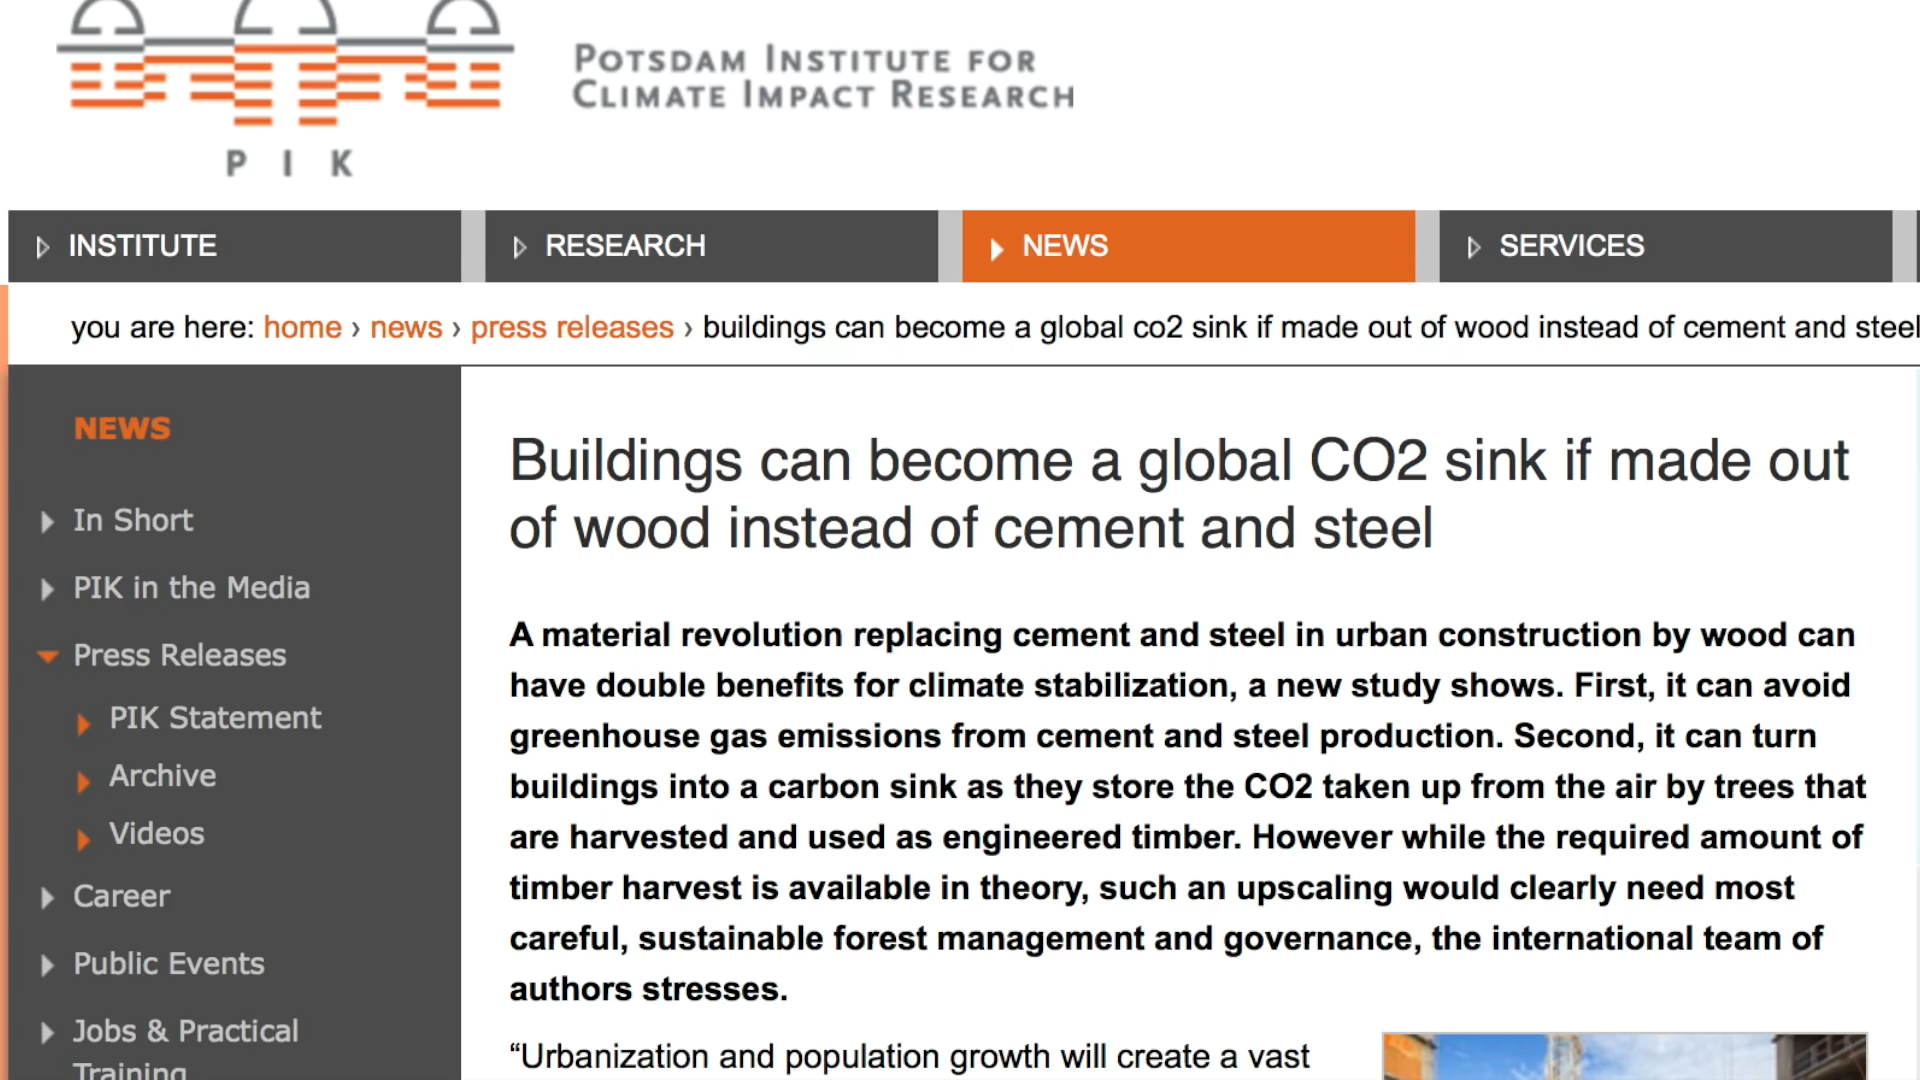 POTSDAM INSTITUTE FOR
CLIMATE IMPACT RESEARCH
P I K
INSTITUTE
RESEARCH
NEWS
SERVICES
you are here: home › news › press releases › buildings can become a global co2 sink if made out of wood instead of cement and steel
NEWS
In Short
PIK in the Media
Press Releases
PIK Statement
Archive
Videos
Career
Public Events
Jobs & Practical
Training
Buildings can become a global CO2 sink if made out
of wood instead of cement and steel
A material revolution replacing cement and steel in urban construction by wood can
have double benefits for climate stabilization, a new study shows. First, it can avoid
greenhouse gas emissions from cement and steel production. Second, it can turn
buildings into a carbon sink as they store the CO2 taken up from the air by trees that
are harvested and used as engineered timber. However while the required amount of
timber harvest is available in theory, such an upscaling would clearly need most
careful, sustainable forest management and governance, the international team of
authors stresses.
“Urbanization and population growth will create a vast